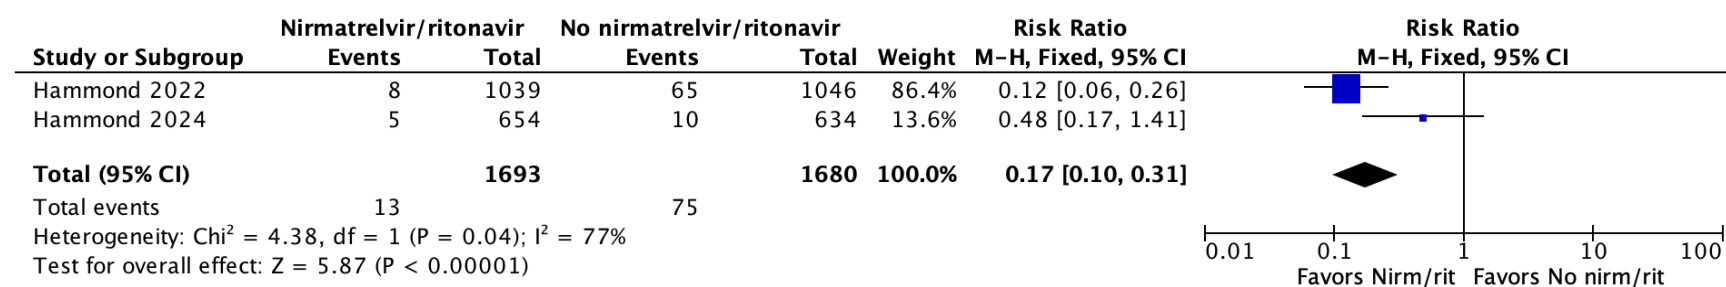 Nirmatrelvir/ritonavir No nirmatrelvir/ritonavir Risk Ratio Risk Ratio
Study or Subgroup Events Total Events Total Weight M-H, Fixed, 95% CI M-H, Fixed, 95% CI
Hammond 2022 8 1039 65 1046 86.4% 0.12 [0.06, 0.26]
Hammond 2024 5 654 10 634 13.6% 0.48 [0.17, 1.41]
Total (95% CI) 1693 1680 100.0% 0.17 [0.10, 0.31]
Total events 13 75
Heterogeneity: Chi² = 4.38, df = 1 (P = 0.04); I² = 77%
Test for overall effect: Z = 5.87 (P < 0.00001)
0.01 0.1 1 10 100
Favors Nirm/rit Favors No nirm/rit